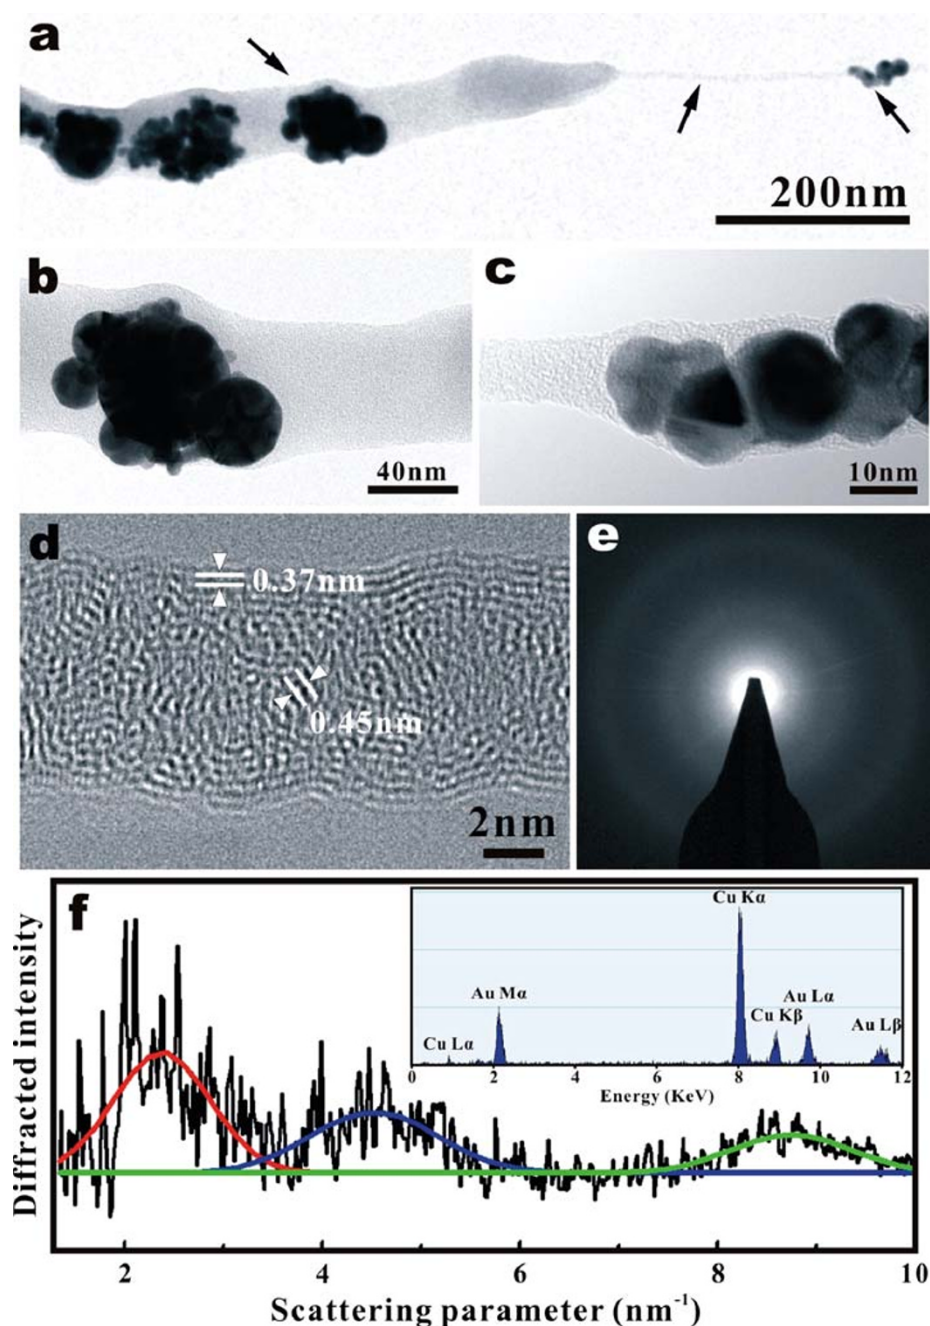 a
200nm
b
40nm
c
10nm
d
0.37nm
0.45nm
2nm
e
f
Diffracted intensity
Cu Kα
Au Mα
Au Lα
Cu Kβ
Au Lβ
Cu Lα
0 2 4 6 8 10 12
Energy (KeV)
2 4 6 8 10
Scattering parameter (nm⁻¹)